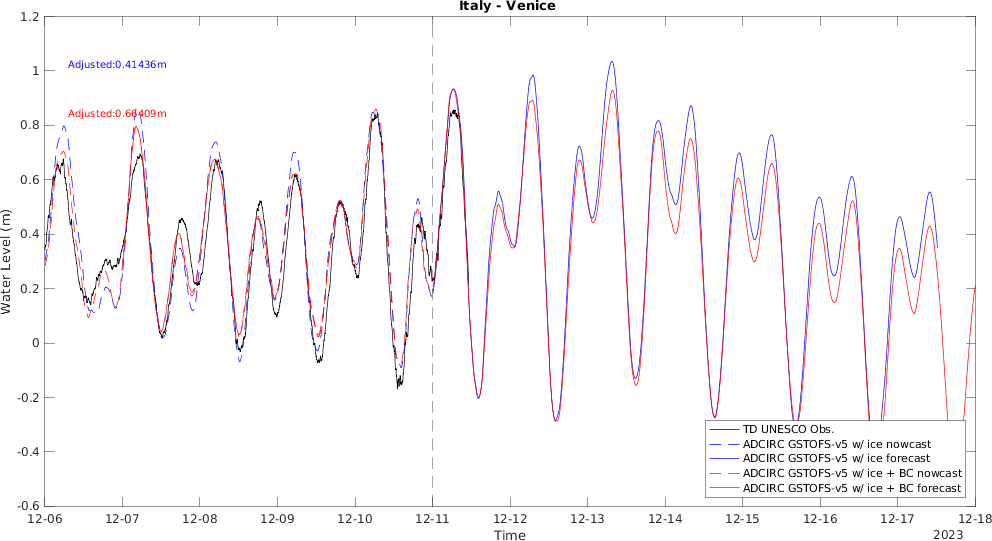 Italy - Venice
1.2
1
0.8
0.6
0.4
0.2
0
-0.2
-0.4
-0.6
Water Level (m)
Adjusted:0.41436m
Adjusted:0.66409m
TD UNESCO Obs.
ADCIRC GSTOFS-v5 w/ ice nowcast
ADCIRC GSTOFS-v5 w/ ice forecast
ADCIRC GSTOFS-v5 w/ ice + BC nowcast
ADCIRC GSTOFS-v5 w/ ice + BC forecast
12-06 12-07 12-08 12-09 12-10 12-11 12-12 12-13 12-14 12-15 12-16 12-17 12-18
Time
2023